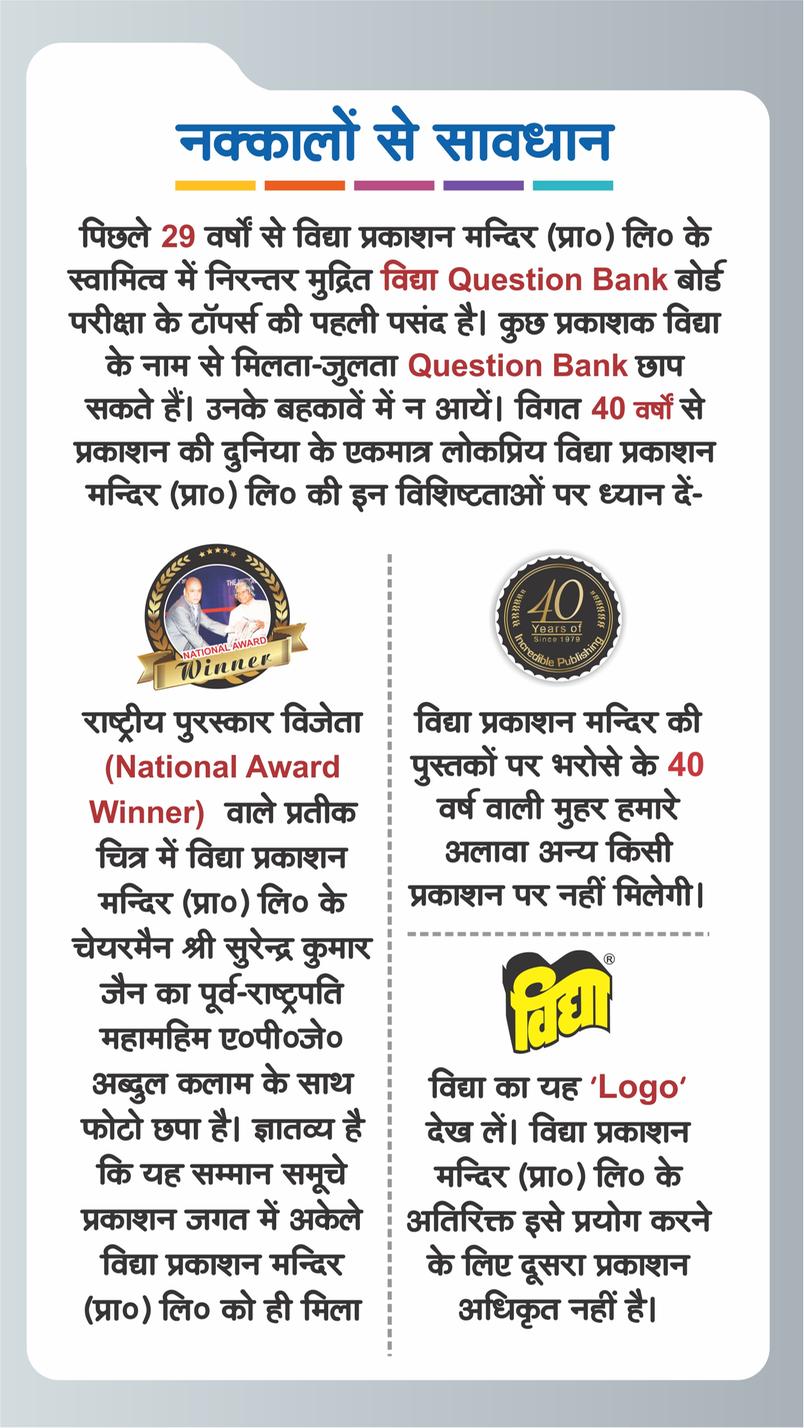 नक्कालों से सावधान
पिछले 29 वर्षों से विद्या प्रकाशन मन्दिर (प्रा०) लि० के
स्वामित्व में निरन्तर मुद्रित विद्या Question Bank बोर्ड
परीक्षा के टॉपर्स की पहली पसंद है। कुछ प्रकाशक विद्या
के नाम से मिलता-जुलता Question Bank छाप
सकते हैं। उनके बहकावें में न आयें। विगत 40 वर्षों से
प्रकाशन की दुनिया के एकमात्र लोकप्रिय विद्या प्रकाशन
मन्दिर (प्रा०) लि० की इन विशिष्टताओं पर ध्यान दें-
NATIONAL AWARD
Winner
राष्ट्रीय पुरस्कार विजेता
(National Award
Winner) वाले प्रतीक
चित्र में विद्या प्रकाशन
मन्दिर (प्रा०) लि० के
चेयरमैन श्री सुरेन्द्र कुमार
जैन का पूर्व-राष्ट्रपति
महामहिम ए०पी०जे०
अब्दुल कलाम के साथ
फोटो छपा है। ज्ञातव्य है
कि यह सम्मान समूचे
प्रकाशन जगत में अकेले
विद्या प्रकाशन मन्दिर
(प्रा०) लि० को ही मिला
40
Years of
Since 1979
Incredible Publishing
विद्या प्रकाशन मन्दिर की
पुस्तकों पर भरोसे के 40
वर्ष वाली मुहर हमारे
अलावा अन्य किसी
प्रकाशन पर नहीं मिलेगी।
विद्या ®
विद्या का यह ‘Logo‘
देख लें। विद्या प्रकाशन
मन्दिर (प्रा०) लि० के
अतिरिक्त इसे प्रयोग करने
के लिए दूसरा प्रकाशन
अधिकृत नहीं है।